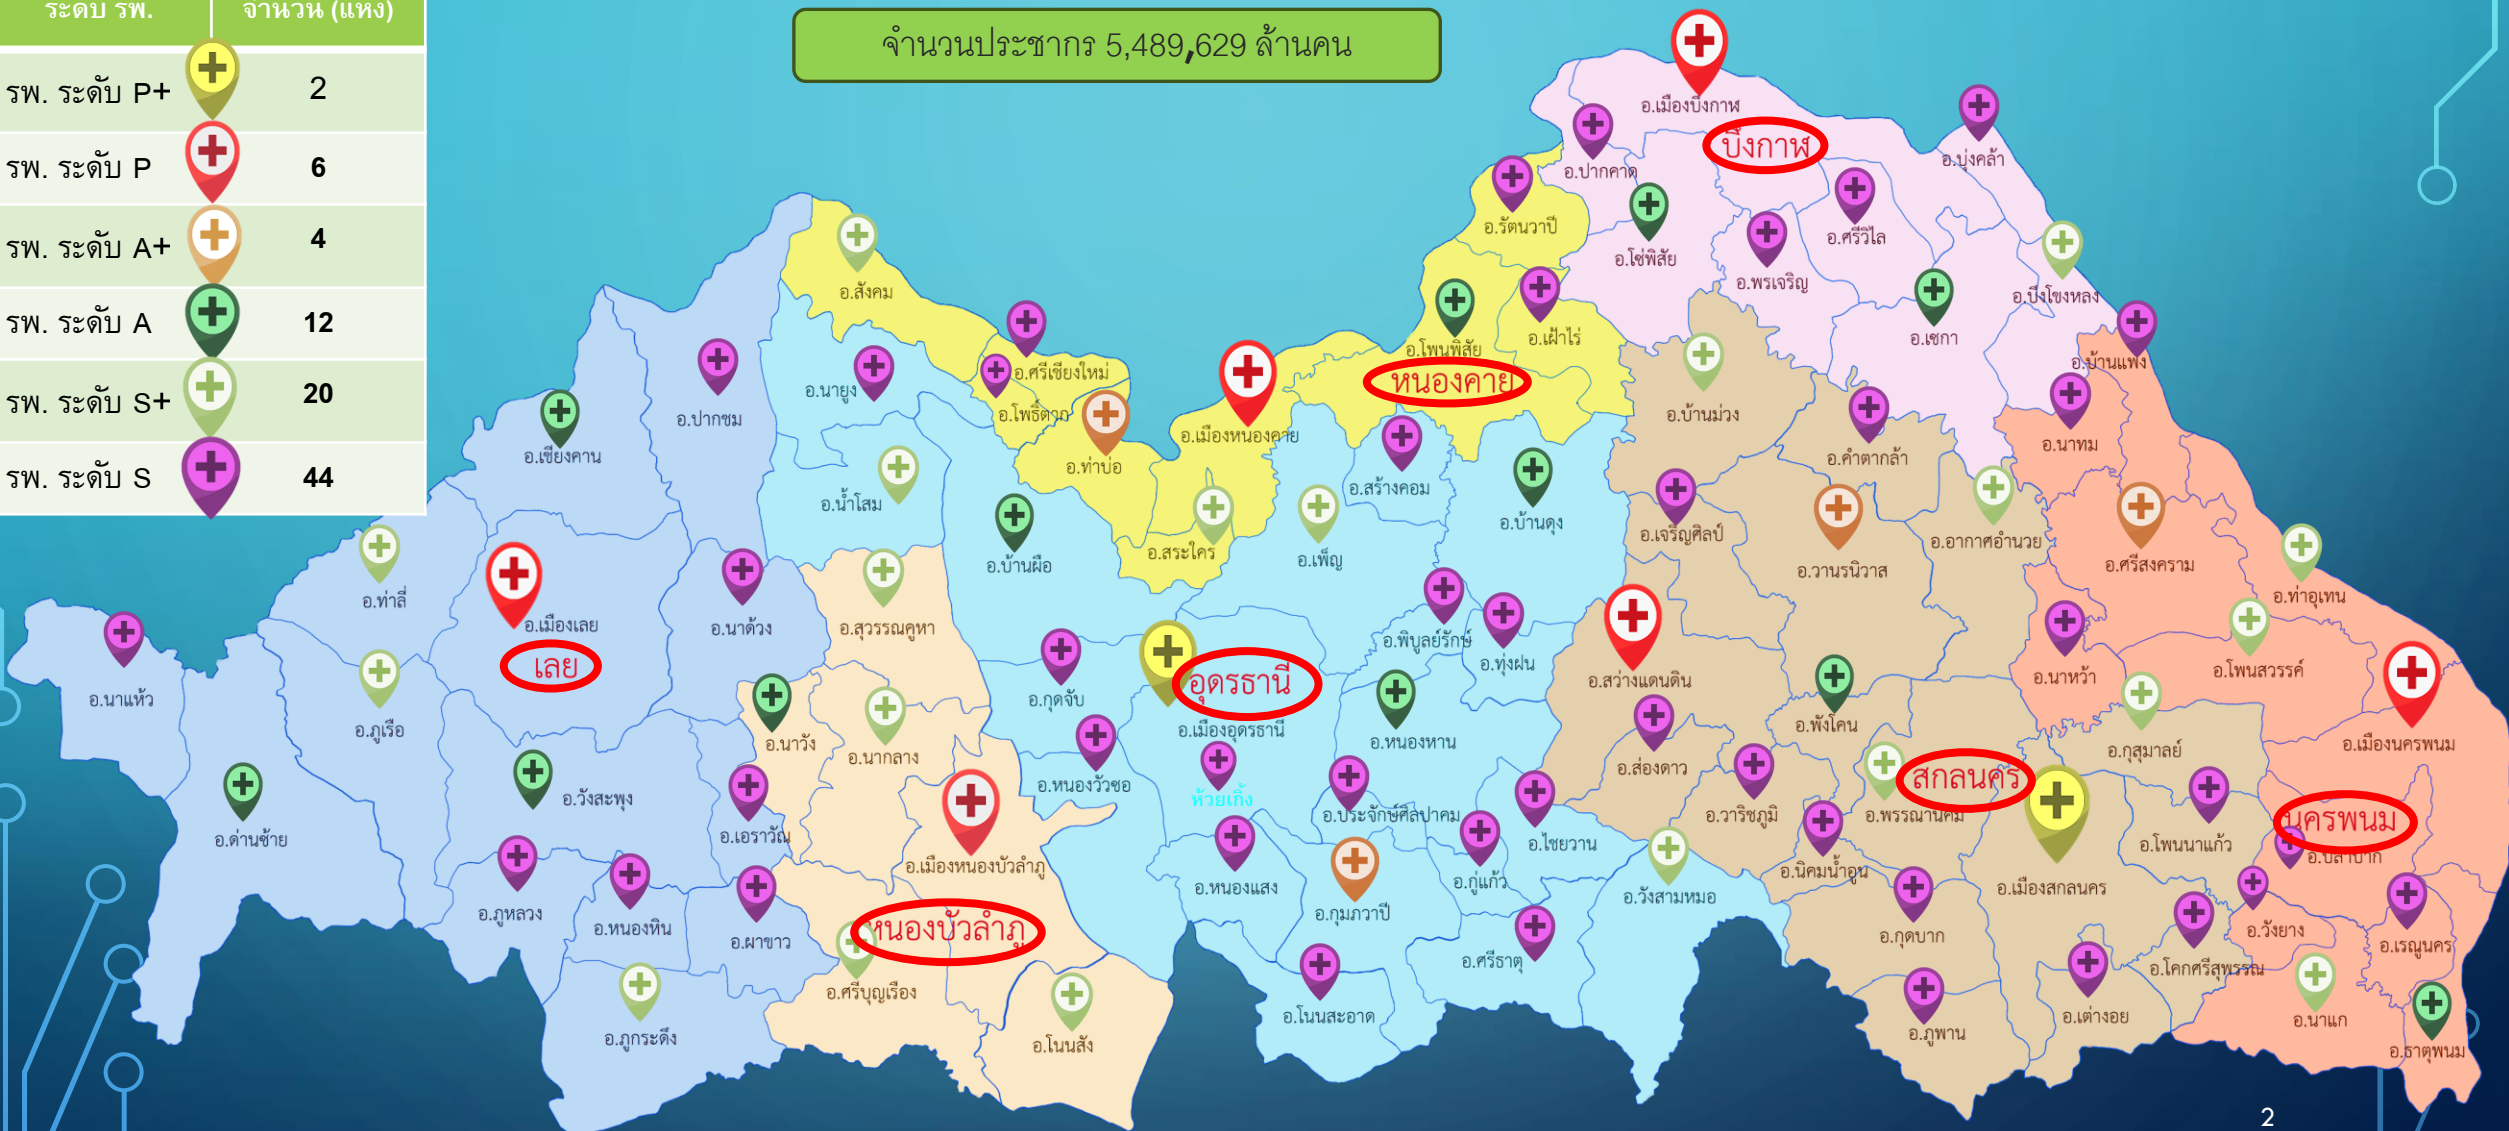 ระดับ รพ. จำนวน (แห่ง)
รพ. ระดับ P+ 2
รพ. ระดับ P 6
รพ. ระดับ A+ 4
รพ. ระดับ A 12
รพ. ระดับ S+ 20
รพ. ระดับ S 44
จำนวนประชากร 5,489,629 ล้านคน
อ.เมืองบึงกาฬ
บึงกาฬ
อ.บุ่งคล้า
อ.ปากคาด
อ.รัตนวาปี
อ.ศรีวิไล
อ.โซ่พิสัย
อ.พรเจริญ
อ.บึงโขงหลง
อ.สังคม
อ.เซกา
อ.เฝ้าไร่
อ.โพนพิสัย
หนองคาย
อ.บ้านแพง
อ.ศรีเชียงใหม่
อ.นายูง
อ.โพธิ์ตาก
อ.ปากชม
อ.บ้านม่วง
อ.เมืองหนองคาย
อ.นาทม
อ.เชียงคาน
อ.ท่าบ่อ
อ.คำตากล้า
อ.สร้างคอม
อ.น้ำโสม
อ.บ้านดุง
อ.เจริญศิลป์
อ.อากาศอำนวย
อ.สระใคร
อ.เพ็ญ
อ.บ้านผือ
อ.วานรนิวาส
อ.ศรีสงคราม
อ.ท่าลี่
อ.ท่าอุเทน
อ.เมืองเลย
เลย
อ.นาด้วง
อ.สุวรรณคูหา
อ.พิบูลย์รักษ์
อ.ทุ่งฝน
อ.สว่างแดนดิน
อ.นาหว้า
อ.โพนสวรรค์
อ.นาแห้ว
อ.กุดจับ
อุดรธานี
อ.เมืองอุดรธานี
อ.ภูเรือ
อ.นาวัง
อ.นากลาง
อ.หนองหาน
อ.พังโคน
อ.กุสุมาลย์
อ.เมืองนครพนม
อ.ส่องดาว
อ.หนองวัวซอ
ห้วยเกิ้ง
สกลนคร
อ.วังสะพุง
อ.ประจักษ์ศิลปาคม
อ.วาริชภูมิ
อ.พรรณานิคม
นครพนม
อ.ด่านซ้าย
อ.เอราวัณ
อ.ไชยวาน
อ.โพนนาแก้ว
อ.ปลาปาก
อ.เมืองหนองบัวลำภู
อ.นิคมน้ำอูน
อ.หนองแสง
อ.กู่แก้ว
อ.เมืองสกลนคร
อ.วังสามหมอ
อ.ภูหลวง
อ.หนองหิน
อ.ผาขาว
หนองบัวลำภู
อ.กุมภวาปี
อ.กุดบาก
อ.วังยาง
อ.เรณูนคร
อ.ศรีธาตุ
อ.โคกศรีสุพรรณ
อ.ศรีบุญเรือง
อ.โนนสะอาด
อ.เต่างอย
อ.นาแก
อ.ภูกระดึง
อ.โนนสัง
อ.ภูพาน
อ.ธาตุพนม
2